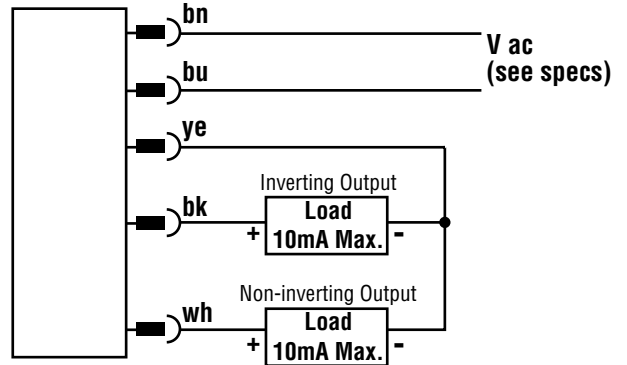 bn
V ac
(see specs)
bu
ye
Inverting Output
bk
Load
+ 10mA Max. -
Non-inverting Output
wh
Load
+ 10mA Max. -